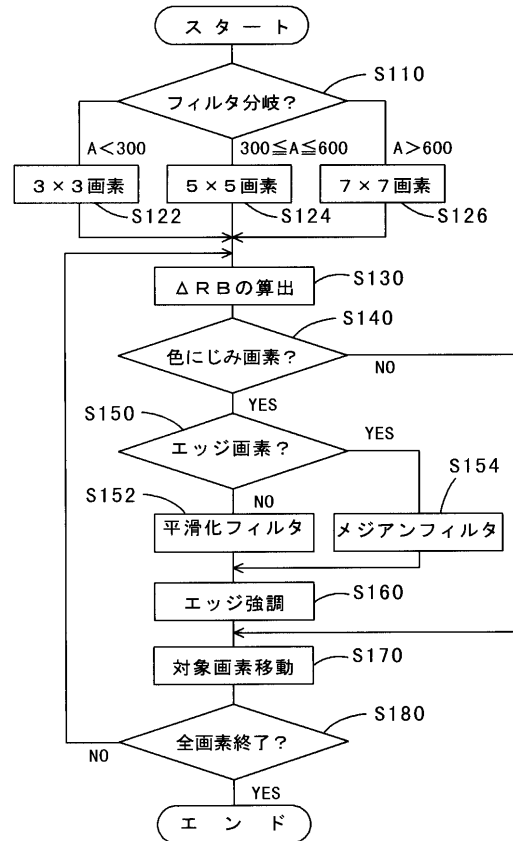 スタート
S110
フィルタ分岐?
A<300
300≦A≦600
A>600
3×3画素
5×5画素
7×7画素
S122
S124
S126
S130
ΔRBの算出
S140
色にじみ画素?
NO
YES
S150
エッジ画素?
YES
S152
NO
S154
平滑化フィルタ
メジアンフィルタ
エッジ強調
S160
対象画素移動
S170
S180
全画素終了?
NO
YES
エンド